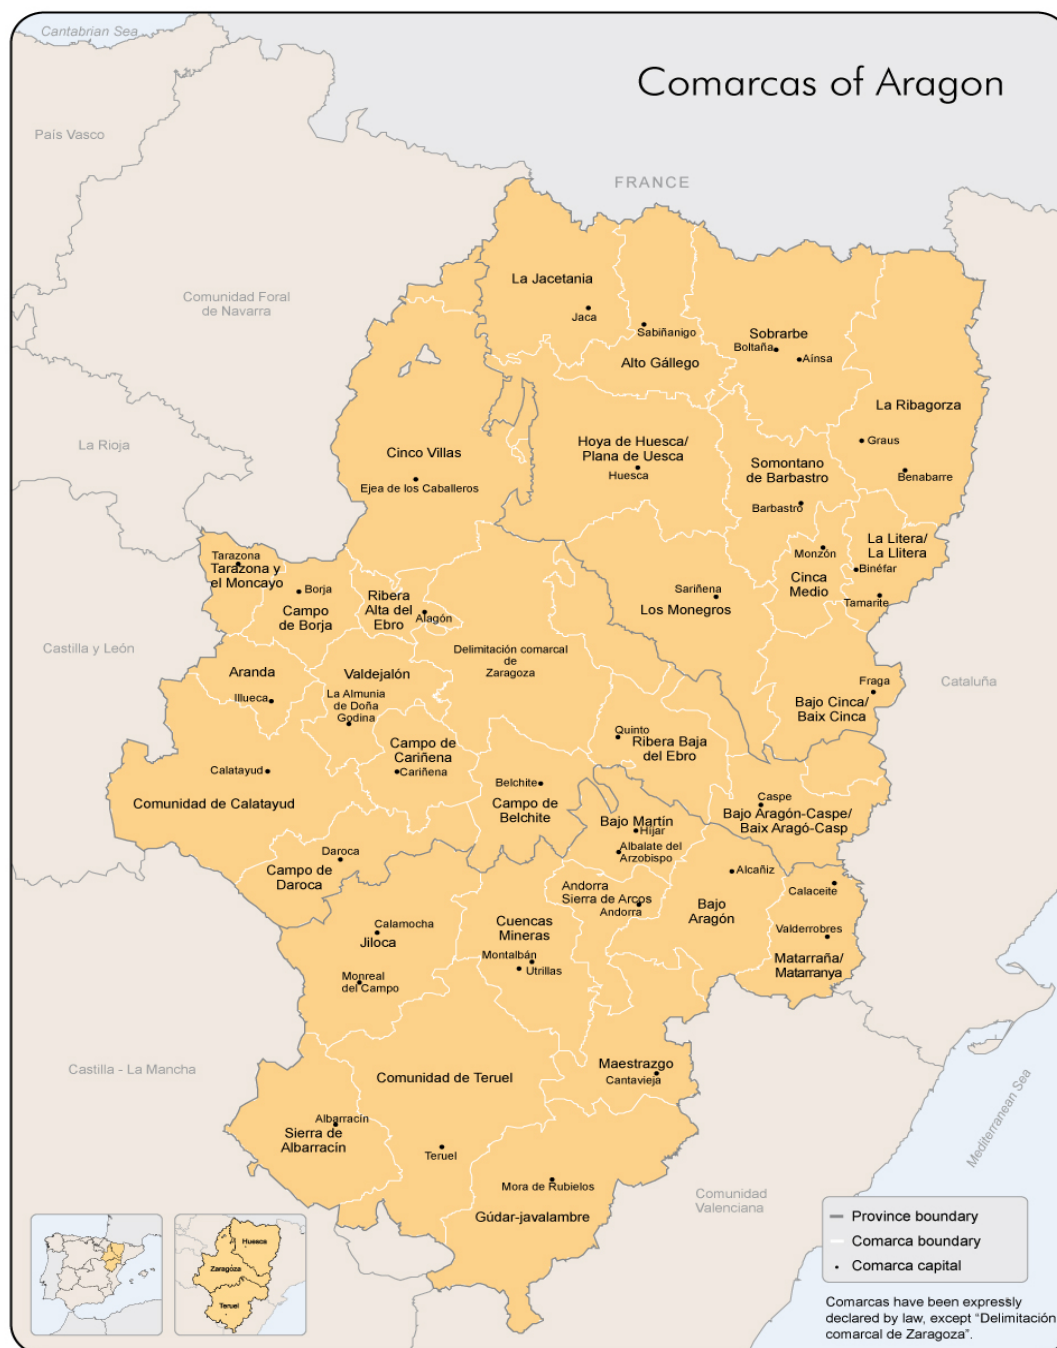 Cantabrian Sea
Comarcas of Aragon
País Vasco
FRANCE
La Jacetania
Jaca
Comunidad Foral
de Navarra
Sabiñanigo
Sobrarbe
Boltaña
Aínsa
Alto Gállego
La Ribagorza
La Rioja
Cinco Villas
Hoya de Huesca/
Plana de Uesca
Huesca
Graus
Somontano
de Barbastro
Benabarre
Ejea de los Caballeros
Barbastro
La Litera/
La Llitera
Tarazona
Tarazona y
el Moncayo
Monzón
Binéfar
Cinca
Medio
Borja
Campo
de Borja
Ribera
Alta del
Ebro
Alagón
Sariñena
Los Monegros
Tamarite
Castilla y León
Aranda
Illueca
Valdejalón
La Almunia
de Doña
Godina
Delimitación comarcal
de
Zaragoza
Cataluña
Fraga
Bajo Cinca/
Baix Cinca
Quinto
Ribera Baja
del Ebro
Campo de
Cariñena
Cariñena
Calatayud
Comunidad de Calatayud
Belchite
Campo de
Belchite
Caspe
Bajo Aragón-Caspe/
Baix Aragó-Casp
Bajo Martín
Híjar
Albalate del
Arzobispo
Daroca
Campo de
Daroca
Alcañiz
Calaceite
Andorra
Sierra de Arcos
Andorra
Bajo
Aragón
Calamocha
Jiloca
Cuencas
Mineras
Valderrobres
Matarraña/
Matarranya
Montalbán
Utrillas
Monreal
del Campo
Castilla - La Mancha
Comunidad de Teruel
Maestrazgo
Cantavieja
Mediterranean Sea
Albarracín
Sierra de
Albarracín
Teruel
Mora de Rubielos
Gúdar-javalambre
Comunidad
Valenciana
Huesca
Zaragoza
Teruel
Province boundary
Comarca boundary
Comarca capital
Comarcas have been expressly
declared by law, except “Delimitación
comarcal de Zaragoza”.